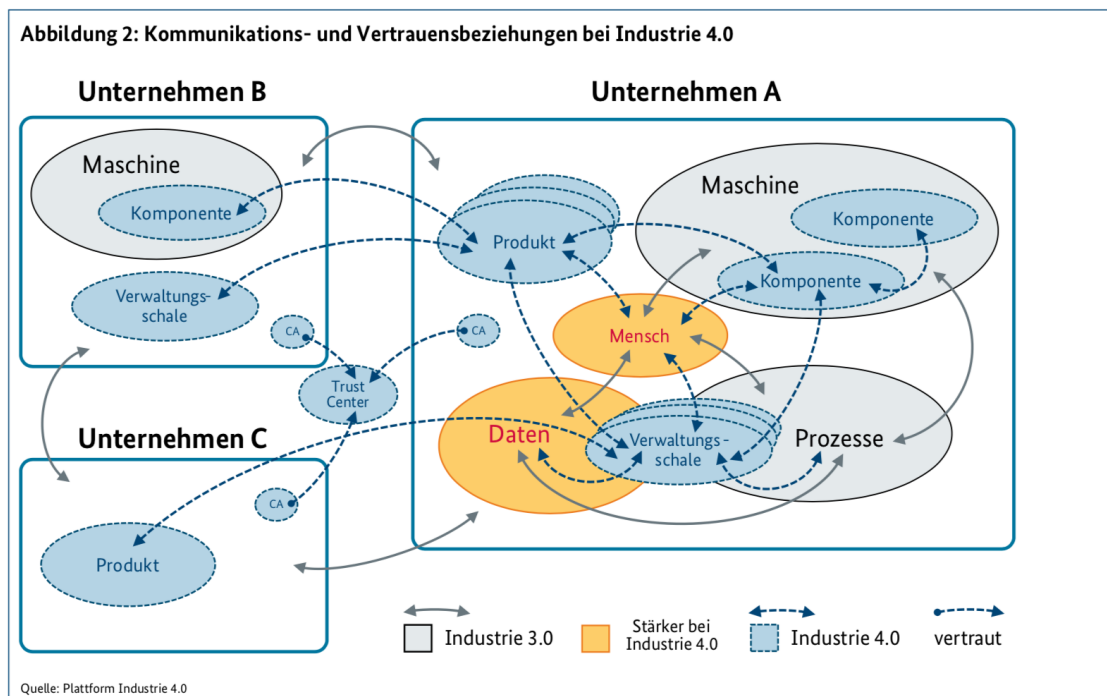 Abbildung 2: Kommunikations- und Vertrauensbeziehungen bei Industrie 4.0
Unternehmen B
Unternehmen A
Maschine
Komponente
Verwaltungs-
schale
CA
Trust
Center
CA
Produkt
Maschine
Komponente
Komponente
Mensch
Daten
Verwaltungs-
schale
Prozesse
Unternehmen C
CA
Produkt
Industrie 3.0
Stärker bei
Industrie 4.0
Industrie 4.0
vertraut
Quelle: Plattform Industrie 4.0